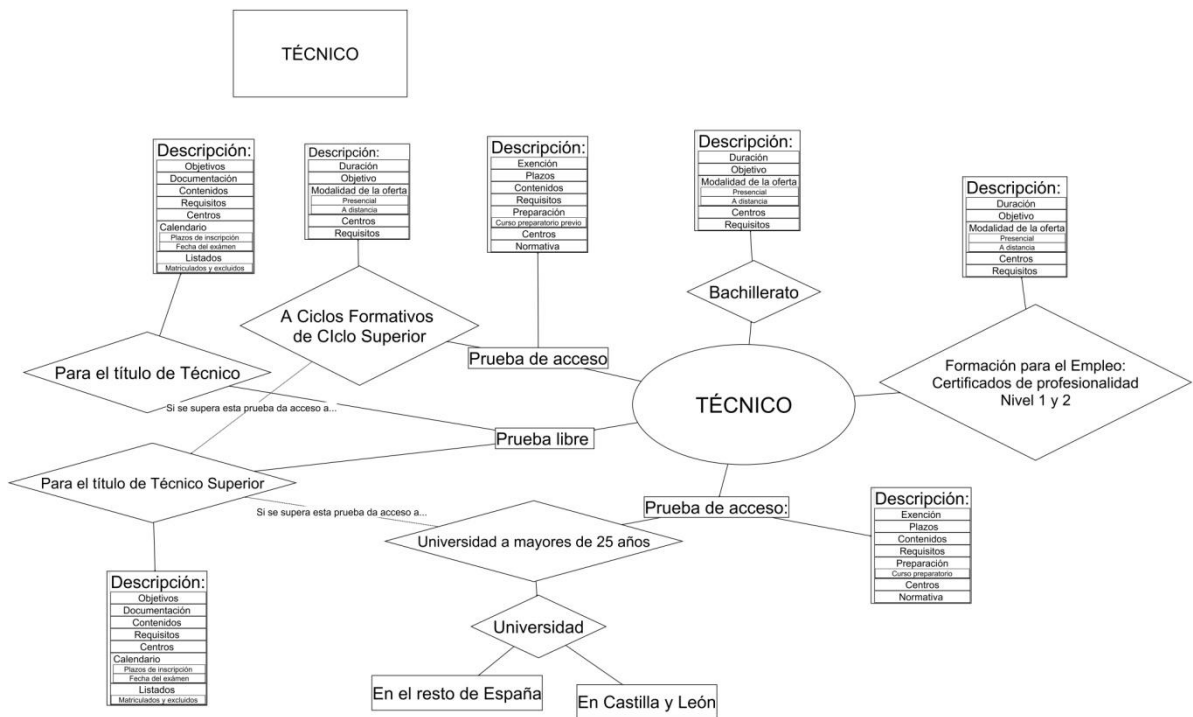 TÉCNICO
Descripción:
Objetivos
Documentación
Contenidos
Requisitos
Centros
Calendario
Plazos de inscripción
Fecha del exámen
Listados
Matriculados y excluidos
Descripción:
Duración
Objetivo
Modalidad de la oferta
Presencial
A distancia
Centros
Requisitos
Descripción:
Exención
Plazos
Contenidos
Requisitos
Preparación
Curso preparatorio previo
Centros
Normativa
Descripción:
Duración
Objetivo
Modalidad de la oferta
Presencial
A distancia
Centros
Requisitos
Descripción:
Duración
Objetivo
Modalidad de la oferta
Presencial
A distancia
Centros
Requisitos
Bachillerato
A Ciclos Formativos
de CIclo Superior
Prueba de acceso
Para el título de Técnico
Formación para el Empleo:
Certificados de profesionalidad
Nivel 1 y 2
TÉCNICO
Si se supera esta prueba da acceso a...
Prueba libre
Para el título de Técnico Superior
Si se supera esta prueba da acceso a...
Prueba de acceso:
Universidad a mayores de 25 años
Descripción:
Exención
Plazos
Contenidos
Requisitos
Preparación
Curso preparatorio
Centros
Normativa
Descripción:
Objetivos
Documentación
Contenidos
Requisitos
Centros
Calendario
Plazos de inscripción
Fecha del exámen
Listados
Matriculados y excluidos
Universidad
En el resto de España
En Castilla y León